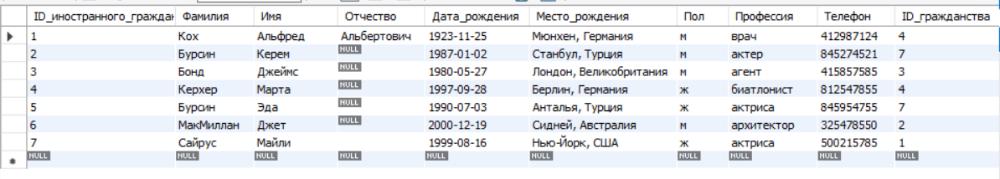 ID_иностранного_граждан Фамилия Имя Отчество Дата_рождения Место_рождения Пол Профессия Телефон ID_гражданства
1 Кох Альфред Альбертович 1923-11-25 Мюнхен, Германия м врач 412987124 4
2 Бурсин Керем NULL 1987-01-02 Станбул, Турция м актер 845274521 7
3 Бонд Джеймс NULL 1980-05-27 Лондон, Великобритания м агент 415857585 3
4 Керхер Марта NULL 1997-09-28 Берлин, Германия ж биатлонист 812547855 4
5 Бурсин Эда NULL 1990-07-03 Анталья, Турция ж актриса 845954755 7
6 МакМиллан Джет NULL 2000-12-19 Сидней, Австралия м архитектор 325478550 2
7 Сайрус Майли 1999-08-16 Нью-Йорк, США ж актриса 500215785 1
NULL NULL NULL NULL NULL NULL NULL NULL NULL NULL